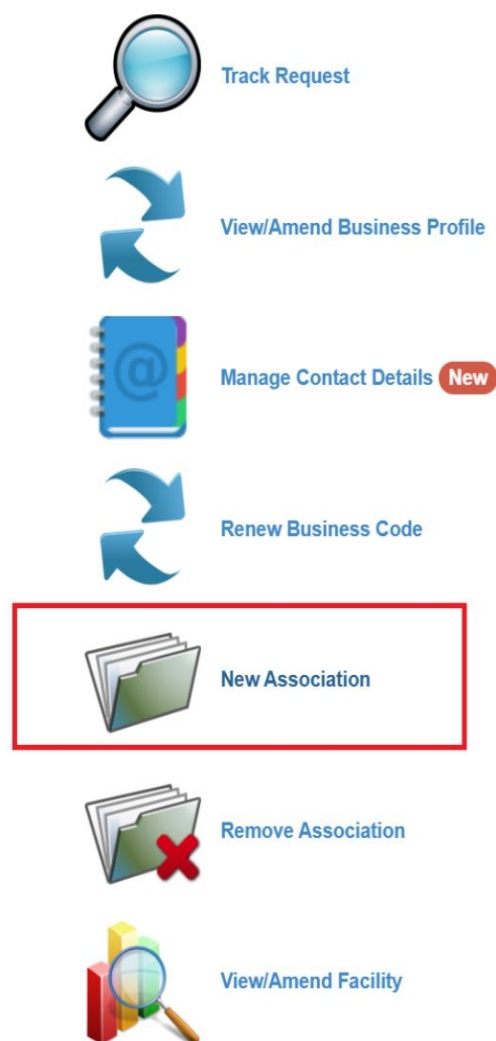 Track Request
View/Amend Business Profile
@
Manage Contact Details New
Renew Business Code
New Association
Remove Association
View/Amend Facility